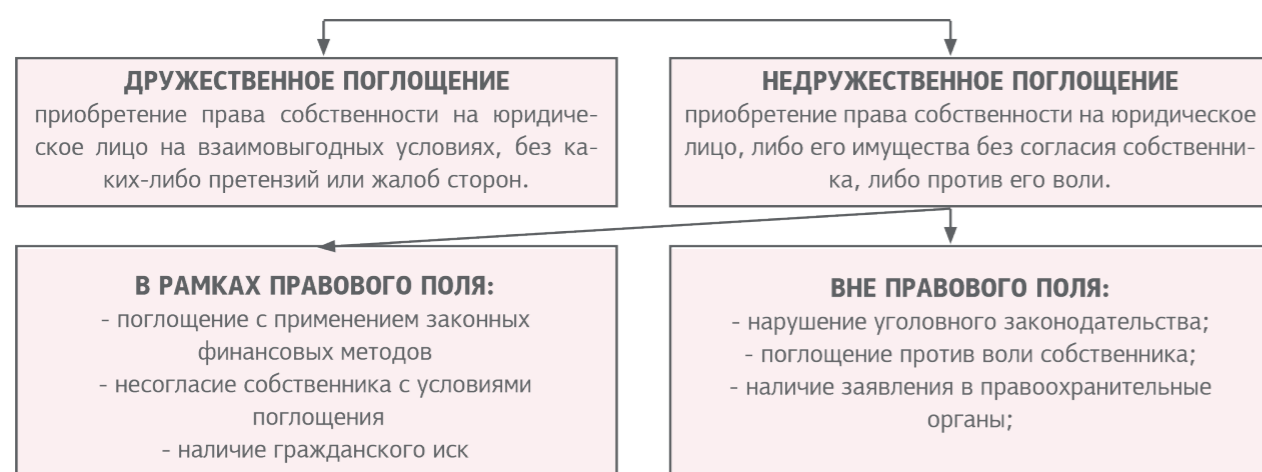 ДРУЖЕСТВЕННОЕ ПОГЛОЩЕНИЕ
приобретение права собственности на юридиче-
ское лицо на взаимовыгодных условиях, без ка-
ких-либо претензий или жалоб сторон.
НЕДРУЖЕСТВЕННОЕ ПОГЛОЩЕНИЕ
приобретение права собственности на юридическое
лицо, либо его имущества без согласия собственни-
ка, либо против его воли.
В РАМКАХ ПРАВОВОГО ПОЛЯ:
- поглощение с применением законных
финансовых методов
- несогласие собственника с условиями
поглощения
- наличие гражданского иск
ВНЕ ПРАВОВОГО ПОЛЯ:
- нарушение уголовного законодательства;
- поглощение против воли собственника;
- наличие заявления в правоохранительные
органы;